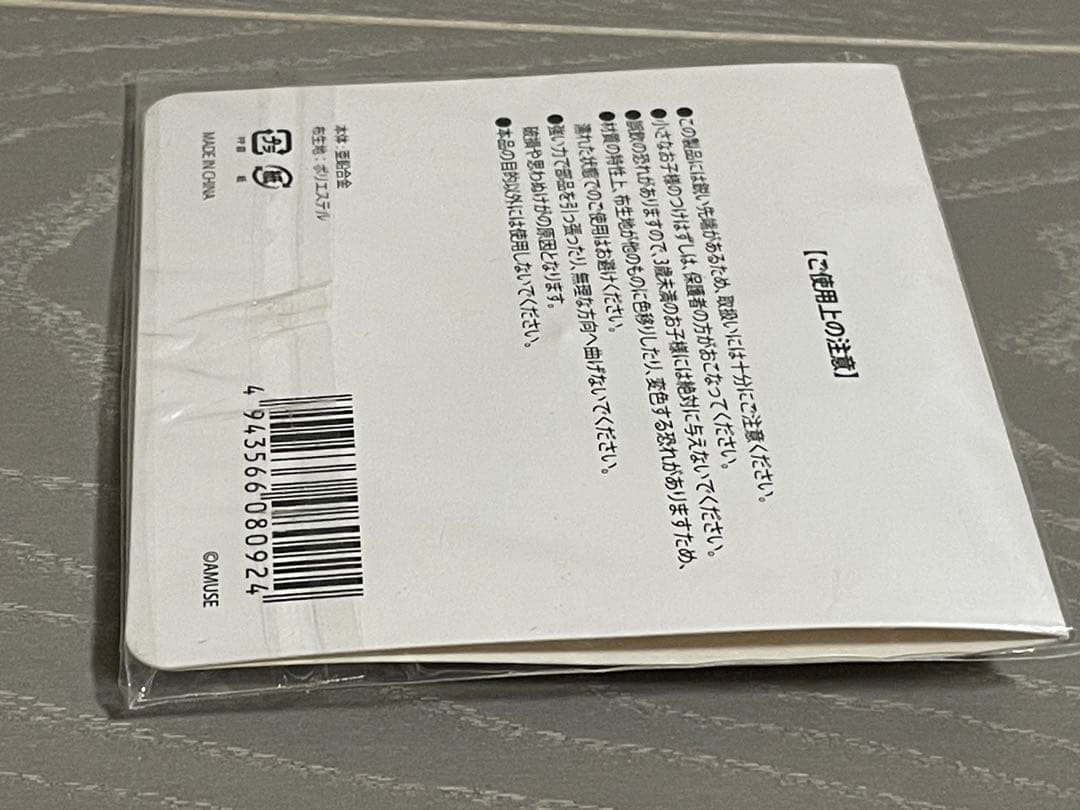 【ご使用上の注意】
●この製品には鋭い先端があるため、取扱いには十分にご注意ください。
●小さなお子様のつけはずしは、保護者の方がおこなってください。
●誤飲の恐れがありますので、3歳未満のお子様には絶対に与えないでください。
●材質の特性上、布生地が他のものに色移りしたり、変色する恐れがありますため、
濡れた状態でのご使用はお避けください。
●強い力で部品を引っ張ったり、無理な方向へ曲げないでください。
破損や思わぬけがの原因となります。
●本品の目的以外には使用しないでください。
本体：亜鉛合金
布生地：ポリエステル
プラ 紙
PP 袋 紙
MADE IN CHINA
4 943566 080924
©AMUSE